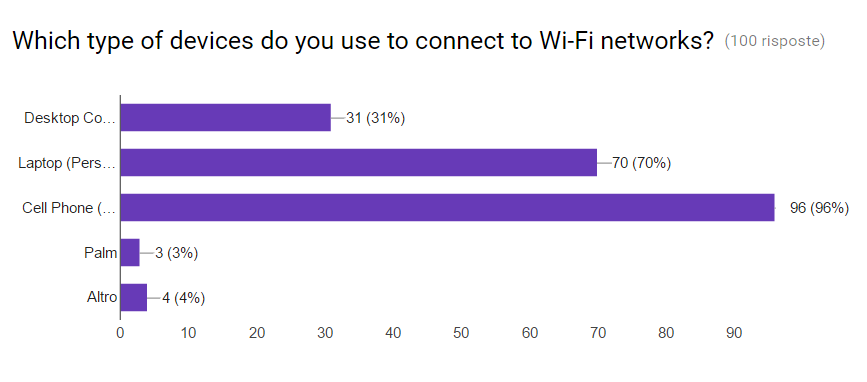 Which type of devices do you use to connect to Wi-Fi networks? (100 risposte)
Desktop Co... 31 (31%)
Laptop (Pers... 70 (70%)
Cell Phone (... 96 (96%)
Palm 3 (3%)
Altro 4 (4%)
0 10 20 30 40 50 60 70 80 90